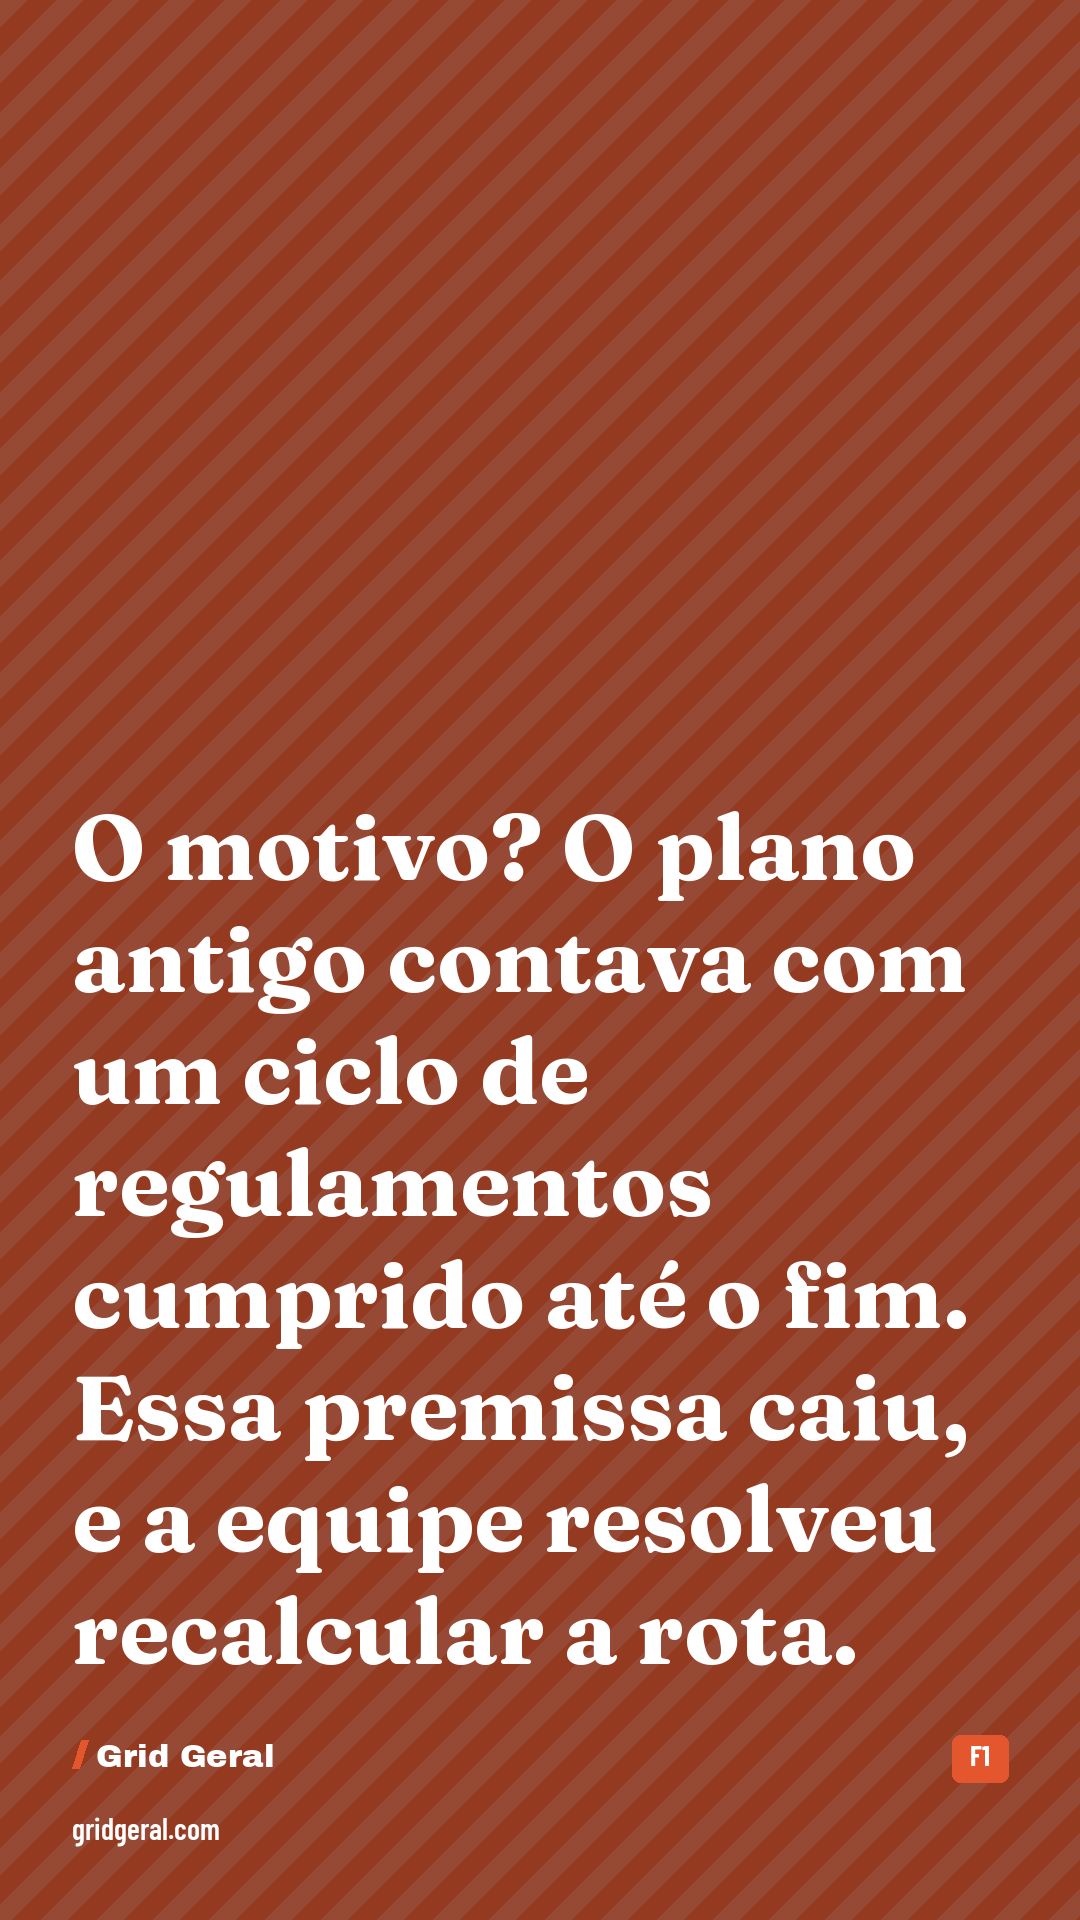 O motivo? O plano
antigo contava com
um ciclo de
regulamentos
cumprido até o fim.
Essa premissa caiu,
e a equipe resolveu
recalcular a rota.
/ Grid Geral
F1
gridgeral.com